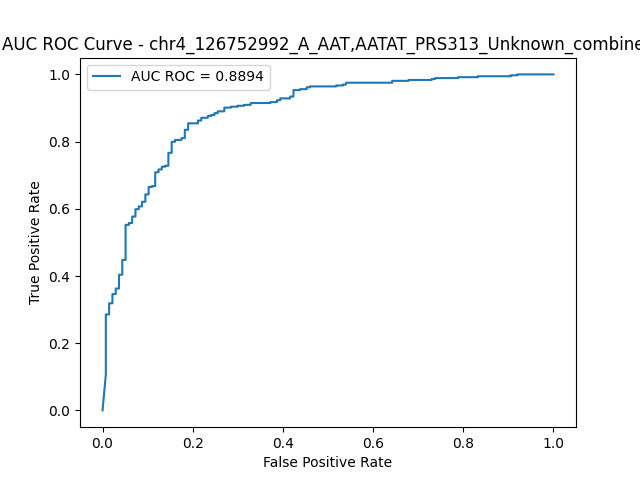 AUC ROC Curve - chr4_126752992_A_AAT,AATAT_PRS313_Unknown_combine
AUC ROC = 0.8894
1.0
0.8
0.6
0.4
0.2
0.0
True Positive Rate
0.0 0.2 0.4 0.6 0.8 1.0
False Positive Rate